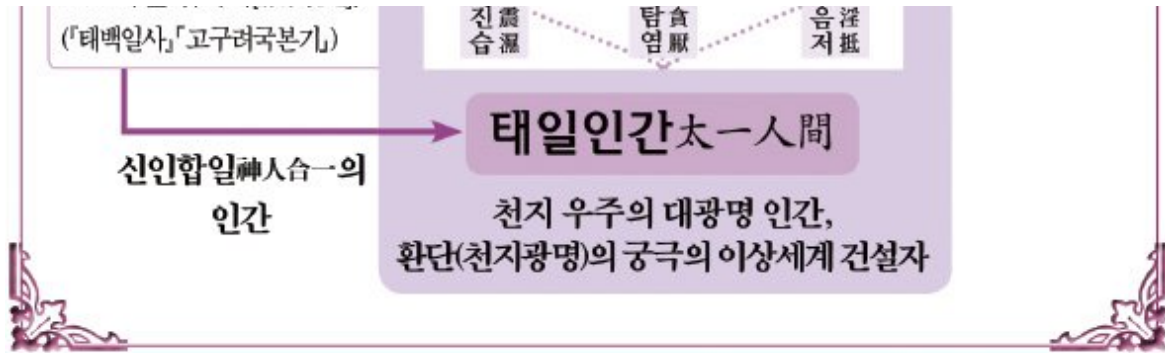 (『태백일사』「고구려국본기」)
진震 탐貪 음淫
습濕 염厭 저抵
태일인간太一人間
신인합일神人合一의
인간
천지 우주의 대광명 인간,
환단(천지광명)의 궁극의 이상세계 건설자